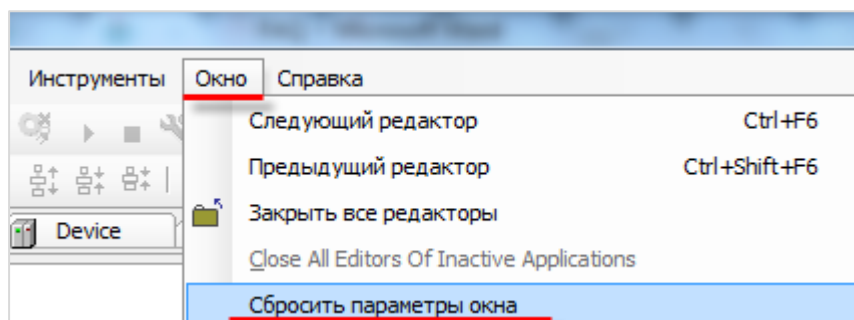 Инструменты Окно Справка
Следующий редактор Ctrl+F6
Предыдущий редактор Ctrl+Shift+F6
Закрыть все редакторы
Device
Close All Editors Of Inactive Applications
Сбросить параметры окна